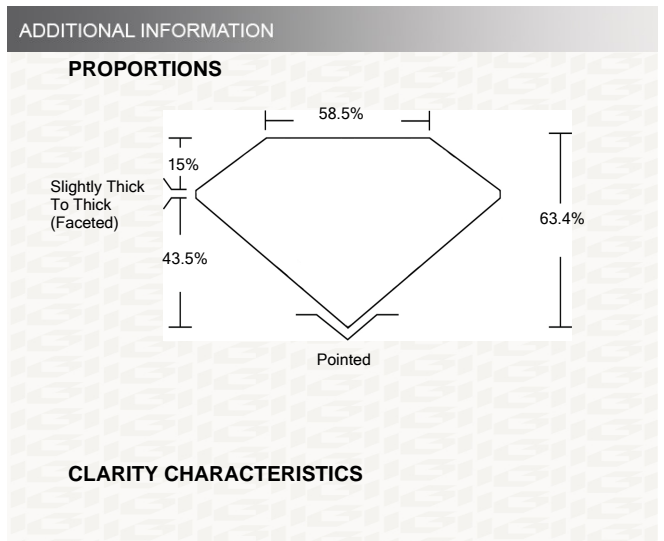 ADDITIONAL INFORMATION
PROPORTIONS
58.5%
15%
Slightly Thick
To Thick
(Faceted)
63.4%
43.5%
Pointed
CLARITY CHARACTERISTICS